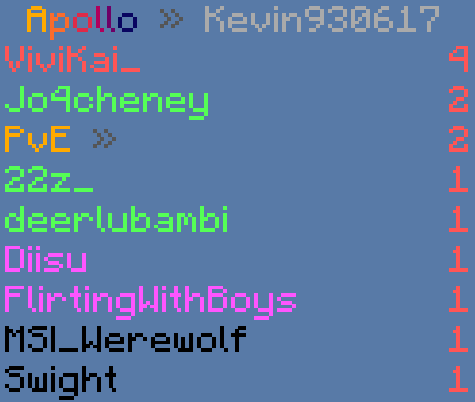 Apollo » Kevin930617
ViviKai_ 4
Jo4cheney 2
PvE » 2
22z_ 1
deerlubambi 1
Diisu 1
FlirtingWithBoys 1
MSI_Werewolf 1
Swight 1